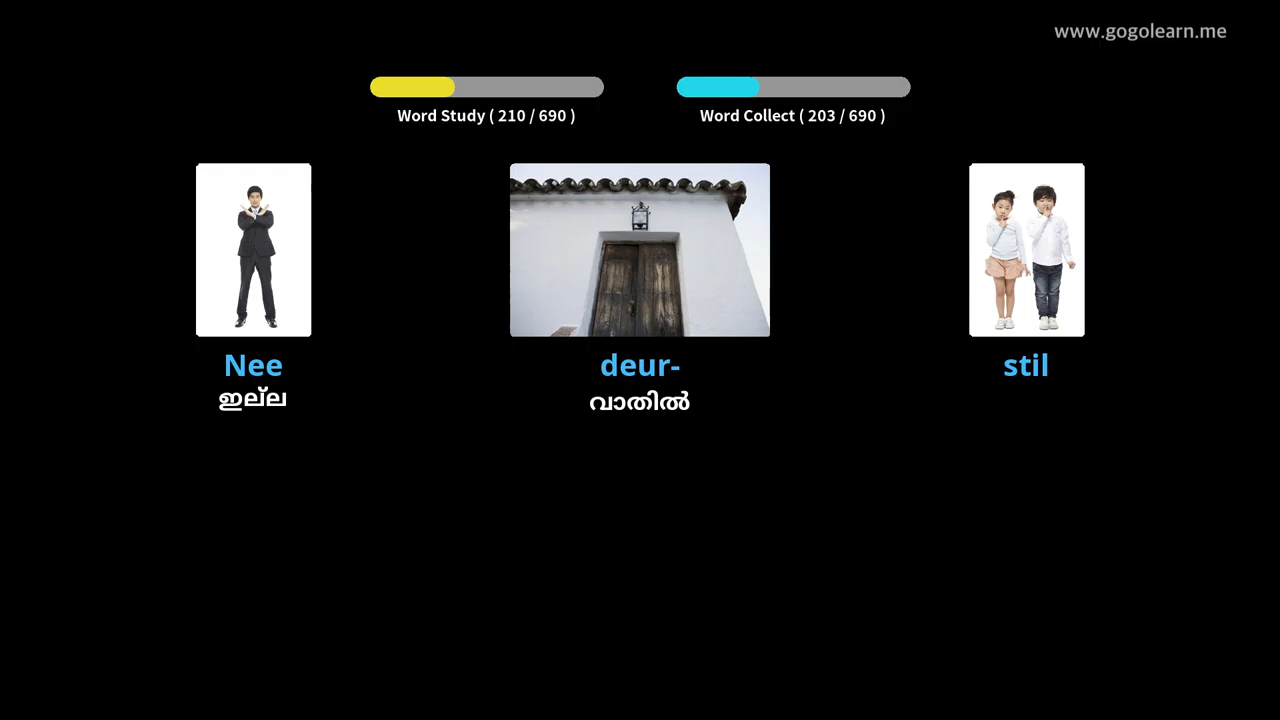 www.gogolearn.me
Word Study ( 210 / 690 )
Word Collect ( 203 / 690 )
Nee
ഇല്ല
deur-
വാതിൽ
stil